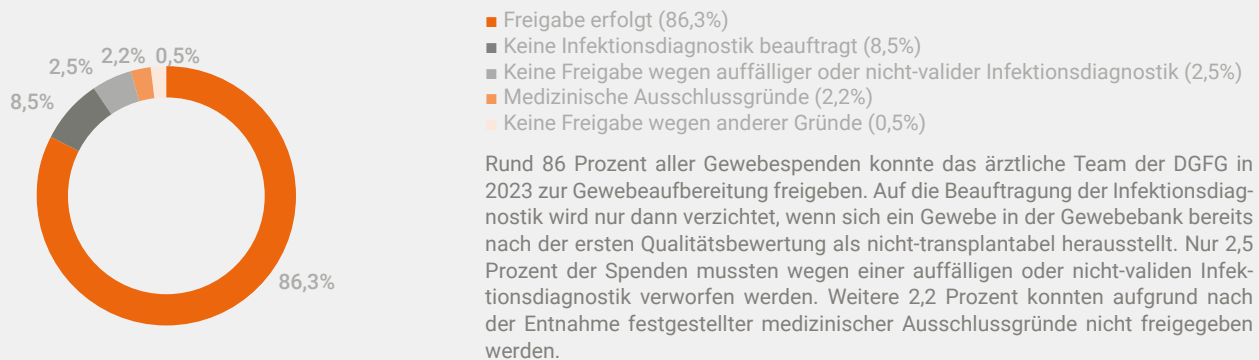 2,2% 0,5%
2,5%
8,5%
86,3%
Freigabe erfolgt (86,3%)
Keine Infektionsdiagnostik beauftragt (8,5%)
Keine Freigabe wegen auffälliger oder nicht-valider Infektionsdiagnostik (2,5%)
Medizinische Ausschlussgründe (2,2%)
Keine Freigabe wegen anderer Gründe (0,5%)
Rund 86 Prozent aller Gewebespenden konnte das ärztliche Team der DGFG in
2023 zur Gewebeaufbereitung freigeben. Auf die Beauftragung der Infektionsdiag-
nostik wird nur dann verzichtet, wenn sich ein Gewebe in der Gewebebank bereits
nach der ersten Qualitätsbewertung als nicht-transplantabel herausstellt. Nur 2,5
Prozent der Spenden mussten wegen einer auffälligen oder nicht-validen Infek-
tionsdiagnostik verworfen werden. Weitere 2,2 Prozent konnten aufgrund nach
der Entnahme festgestellter medizinischer Ausschlussgründe nicht freigegeben
werden.